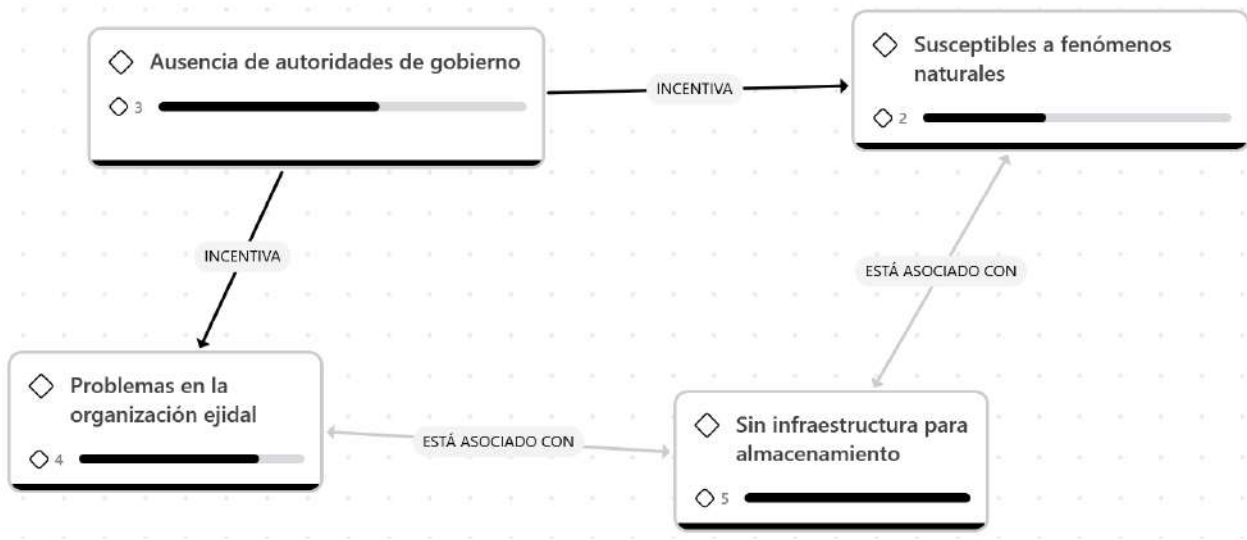 Ausencia de autoridades de gobierno
3
INCENTIVA
Susceptibles a fenómenos
naturales
2
INCENTIVA
ESTÁ ASOCIADO CON
Problemas en la
organización ejidal
4
ESTÁ ASOCIADO CON
Sin infraestructura para
almacenamiento
5